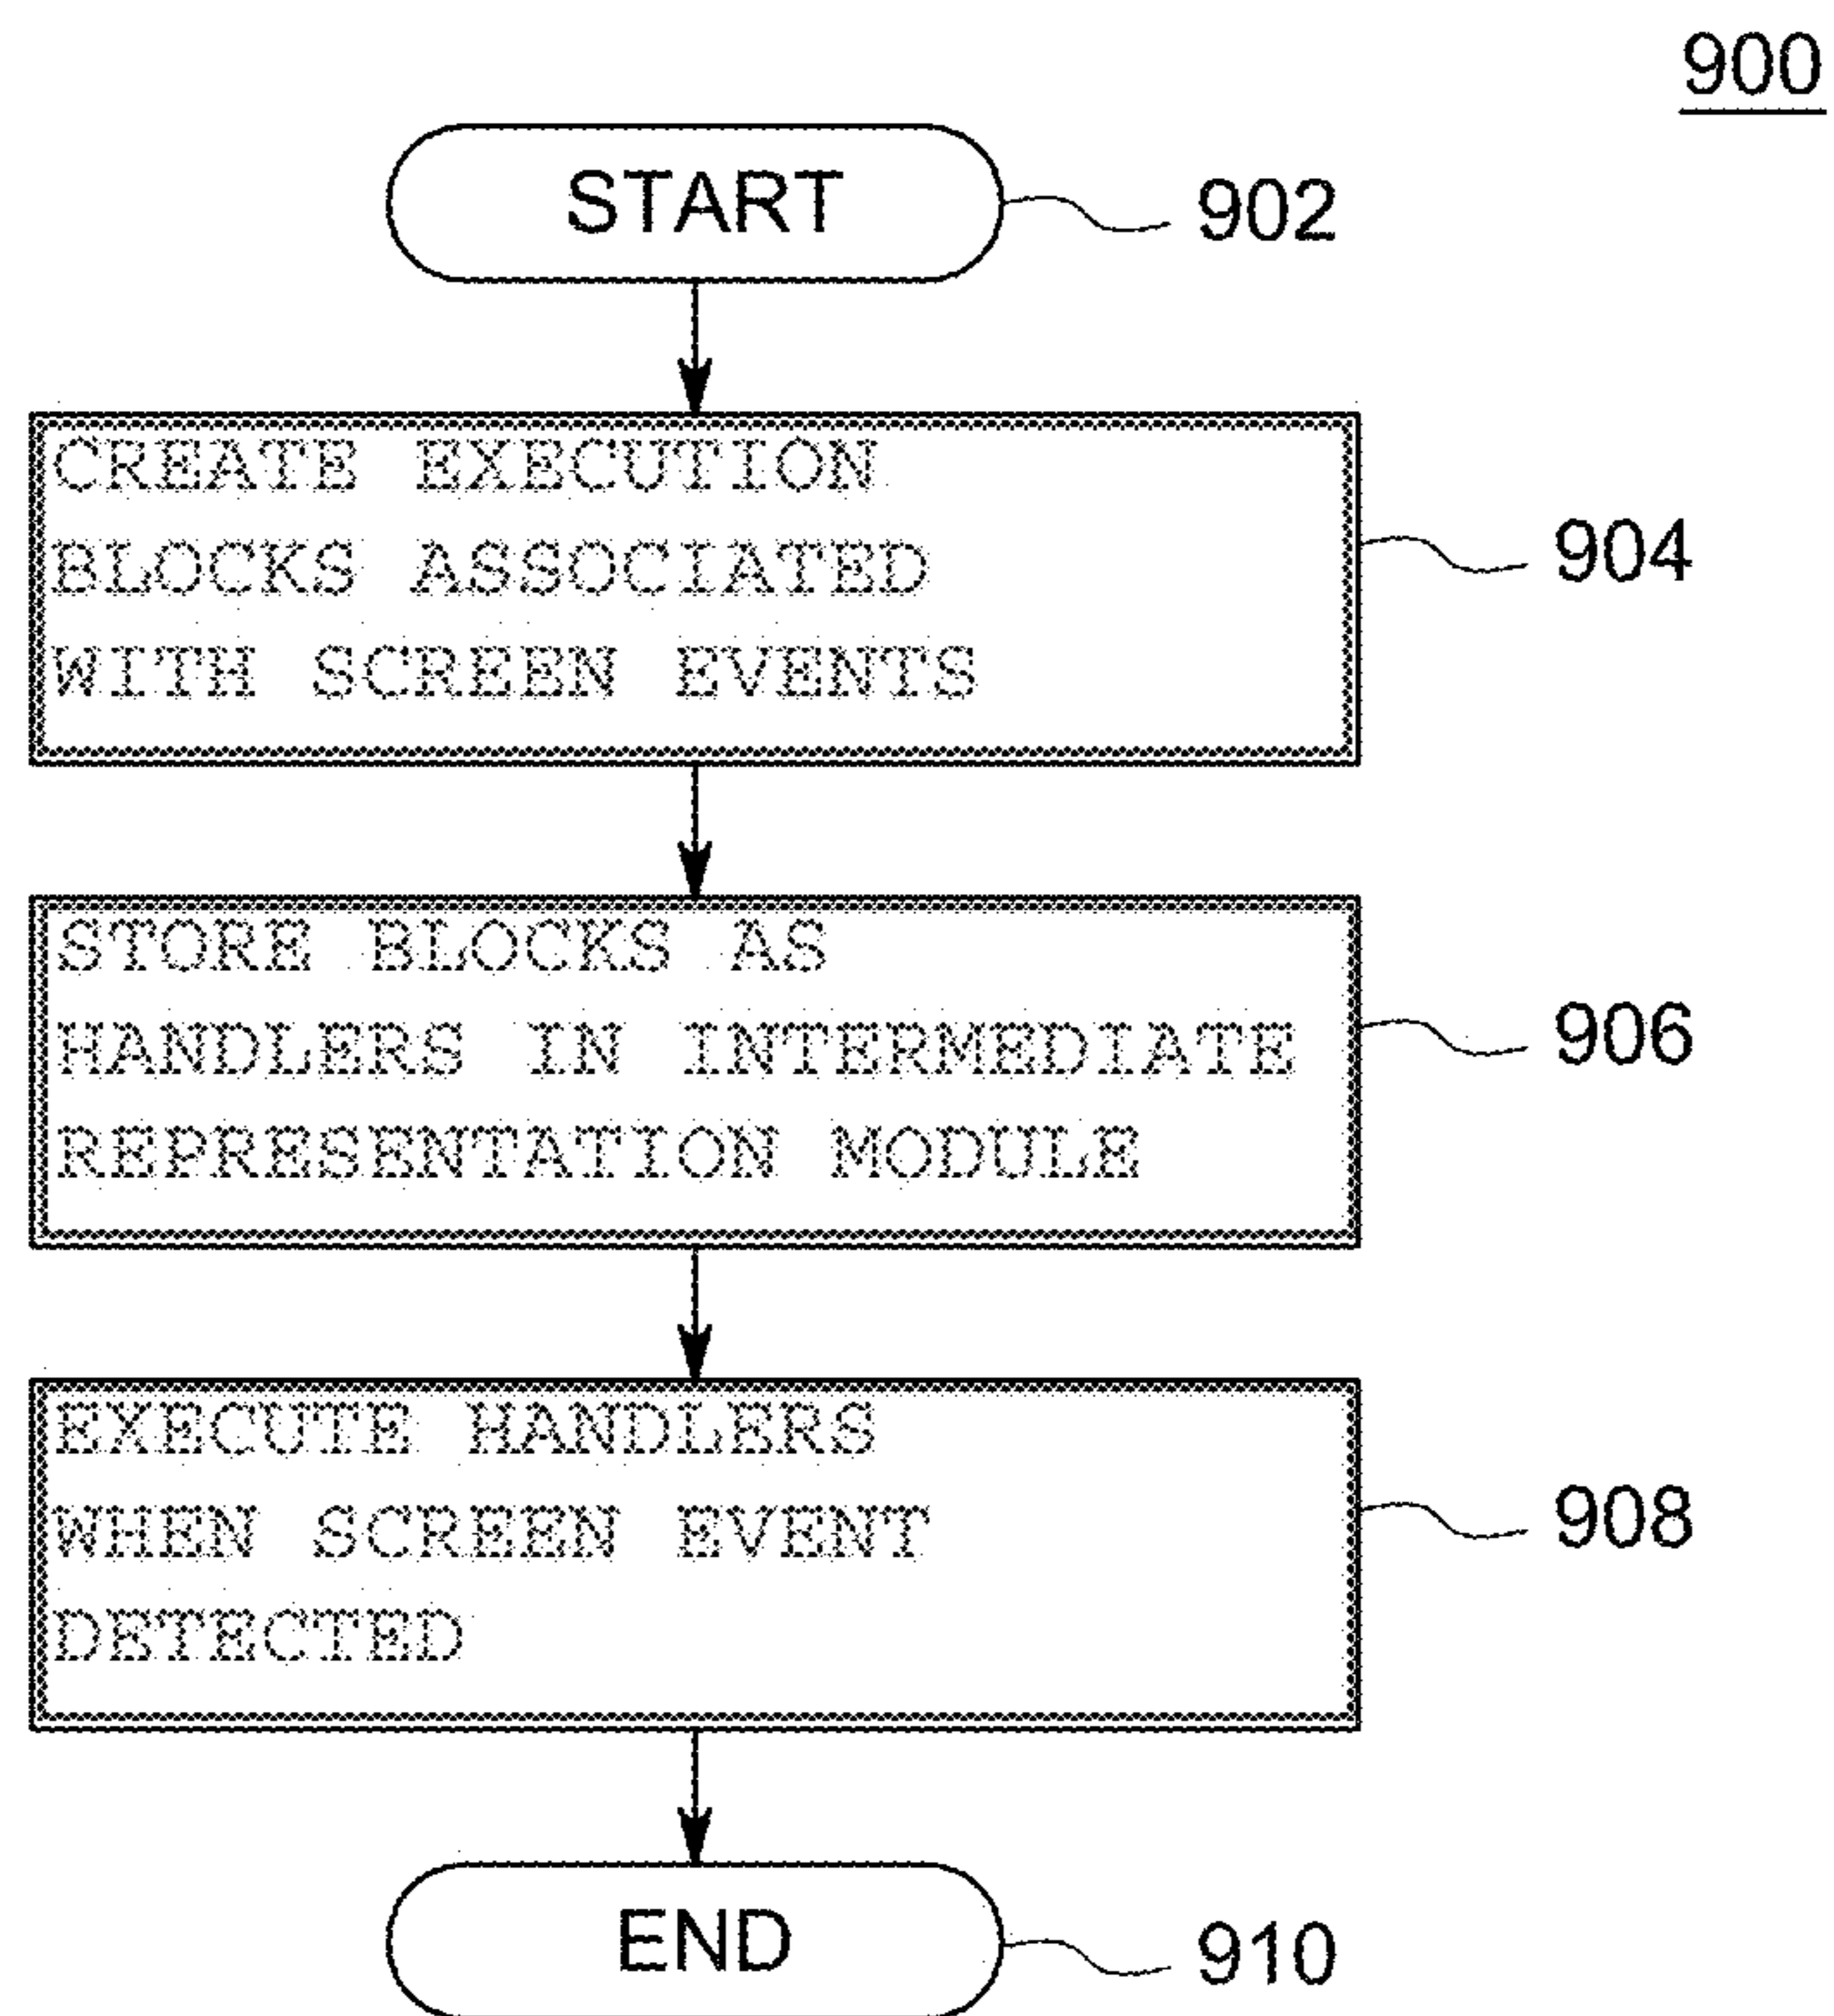 900
START
902
CREATE EXECUTION
BLOCKS ASSOCIATED
WITH SCREEN EVENTS
904
STORE BLOCKS AS
HANDLERS IN INTERMEDIATE
REPRESENTATION MODULE
906
EXECUTE HANDLERS
WHEN SCREEN EVENT
DETECTED
908
END
910